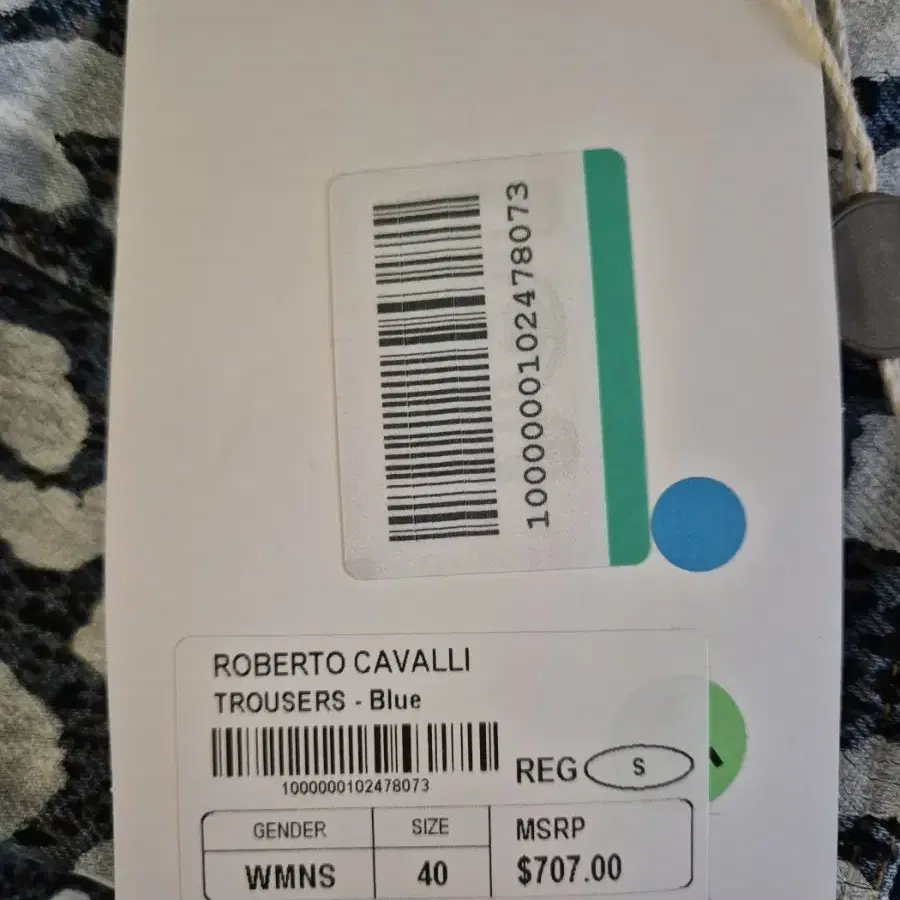 1000000102478073
ROBERTO CAVALLI
TROUSERS - Blue
1000000102478073
REG S
GENDER SIZE MSRP
WMNS 40 $707.00